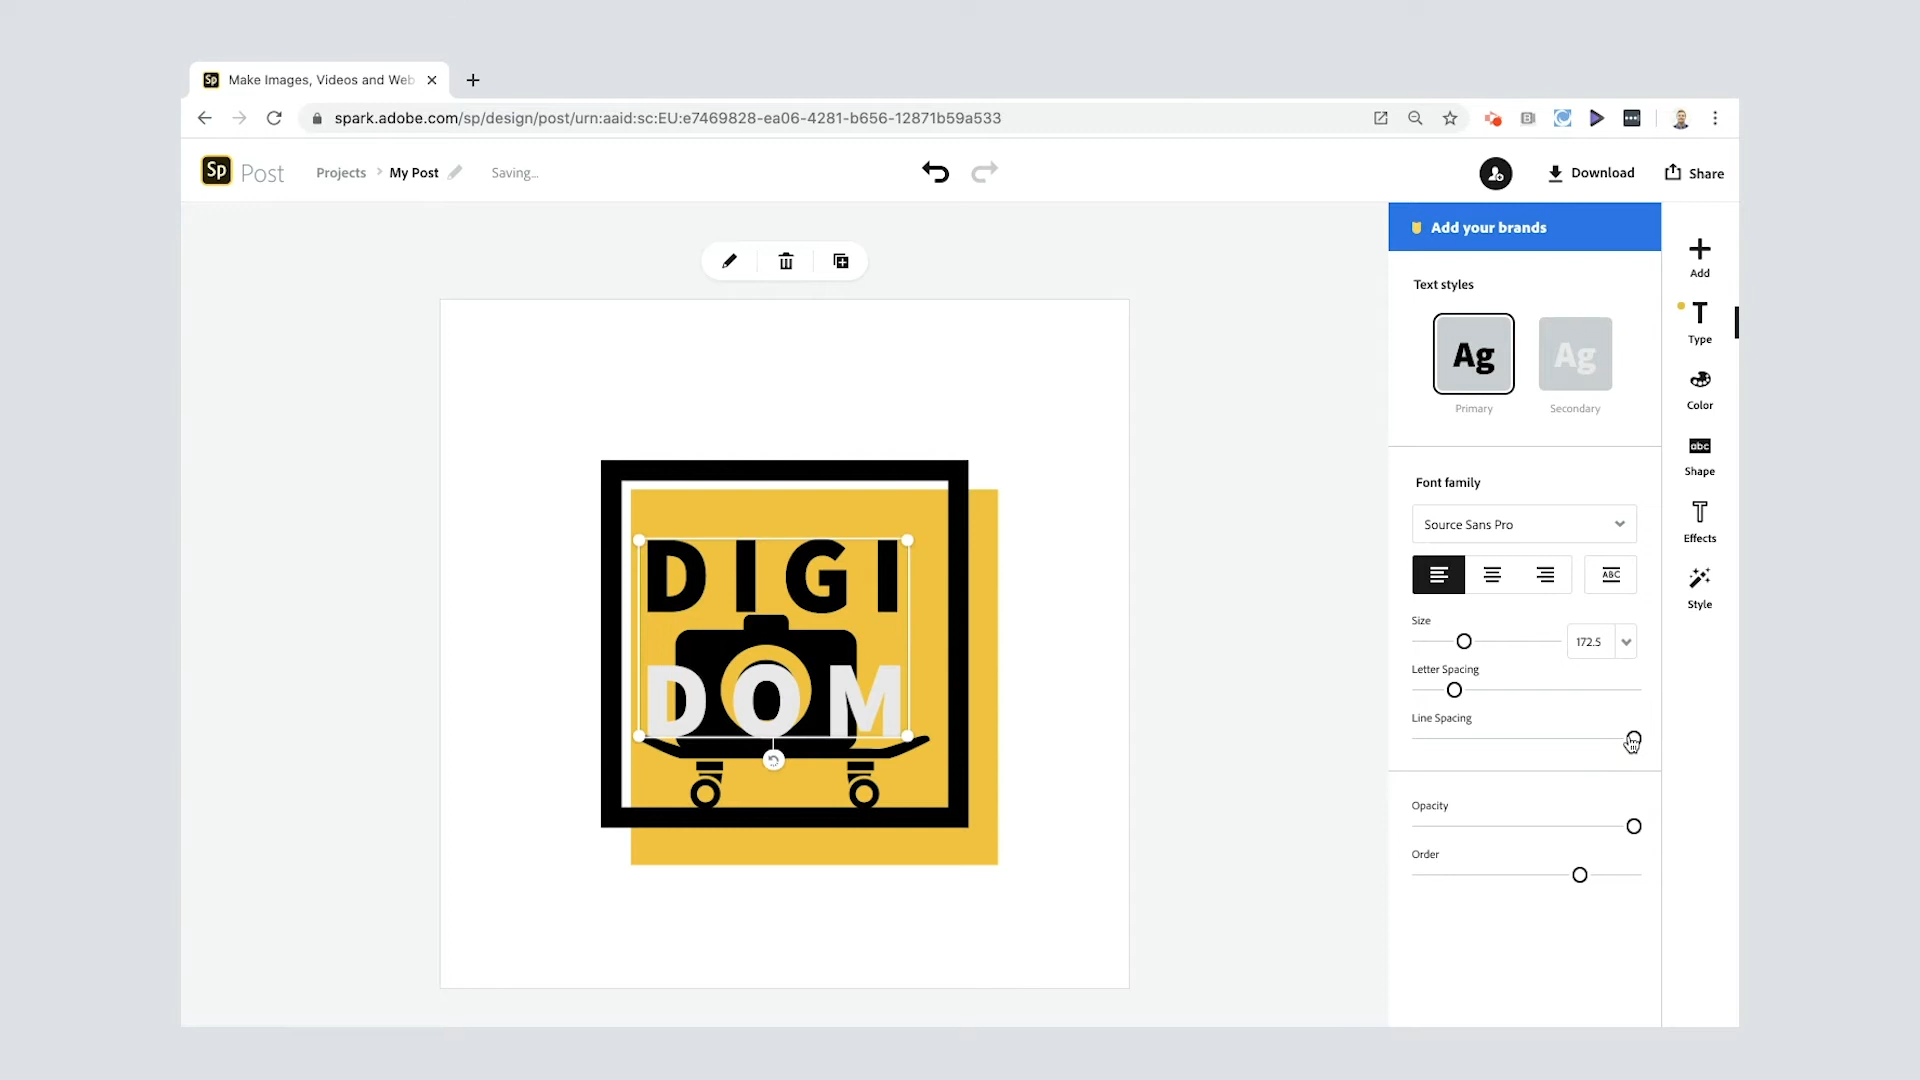 Sp Make Images, Videos and Web
spark.adobe.com/sp/design/post/urn:aaid:sc:EU:e7469828-ea06-4281-b656-12871b59a533
Sp Post Projects > My Post Saving... Download Share
Add your brands
Add
Text styles
Ag Ag
Primary Secondary
Type
Color
abc
Shape
Font family
Source Sans Pro
Effects
ABC
Style
Size
172.5
Letter Spacing
Line Spacing
Opacity
Order
DIGI
DOM